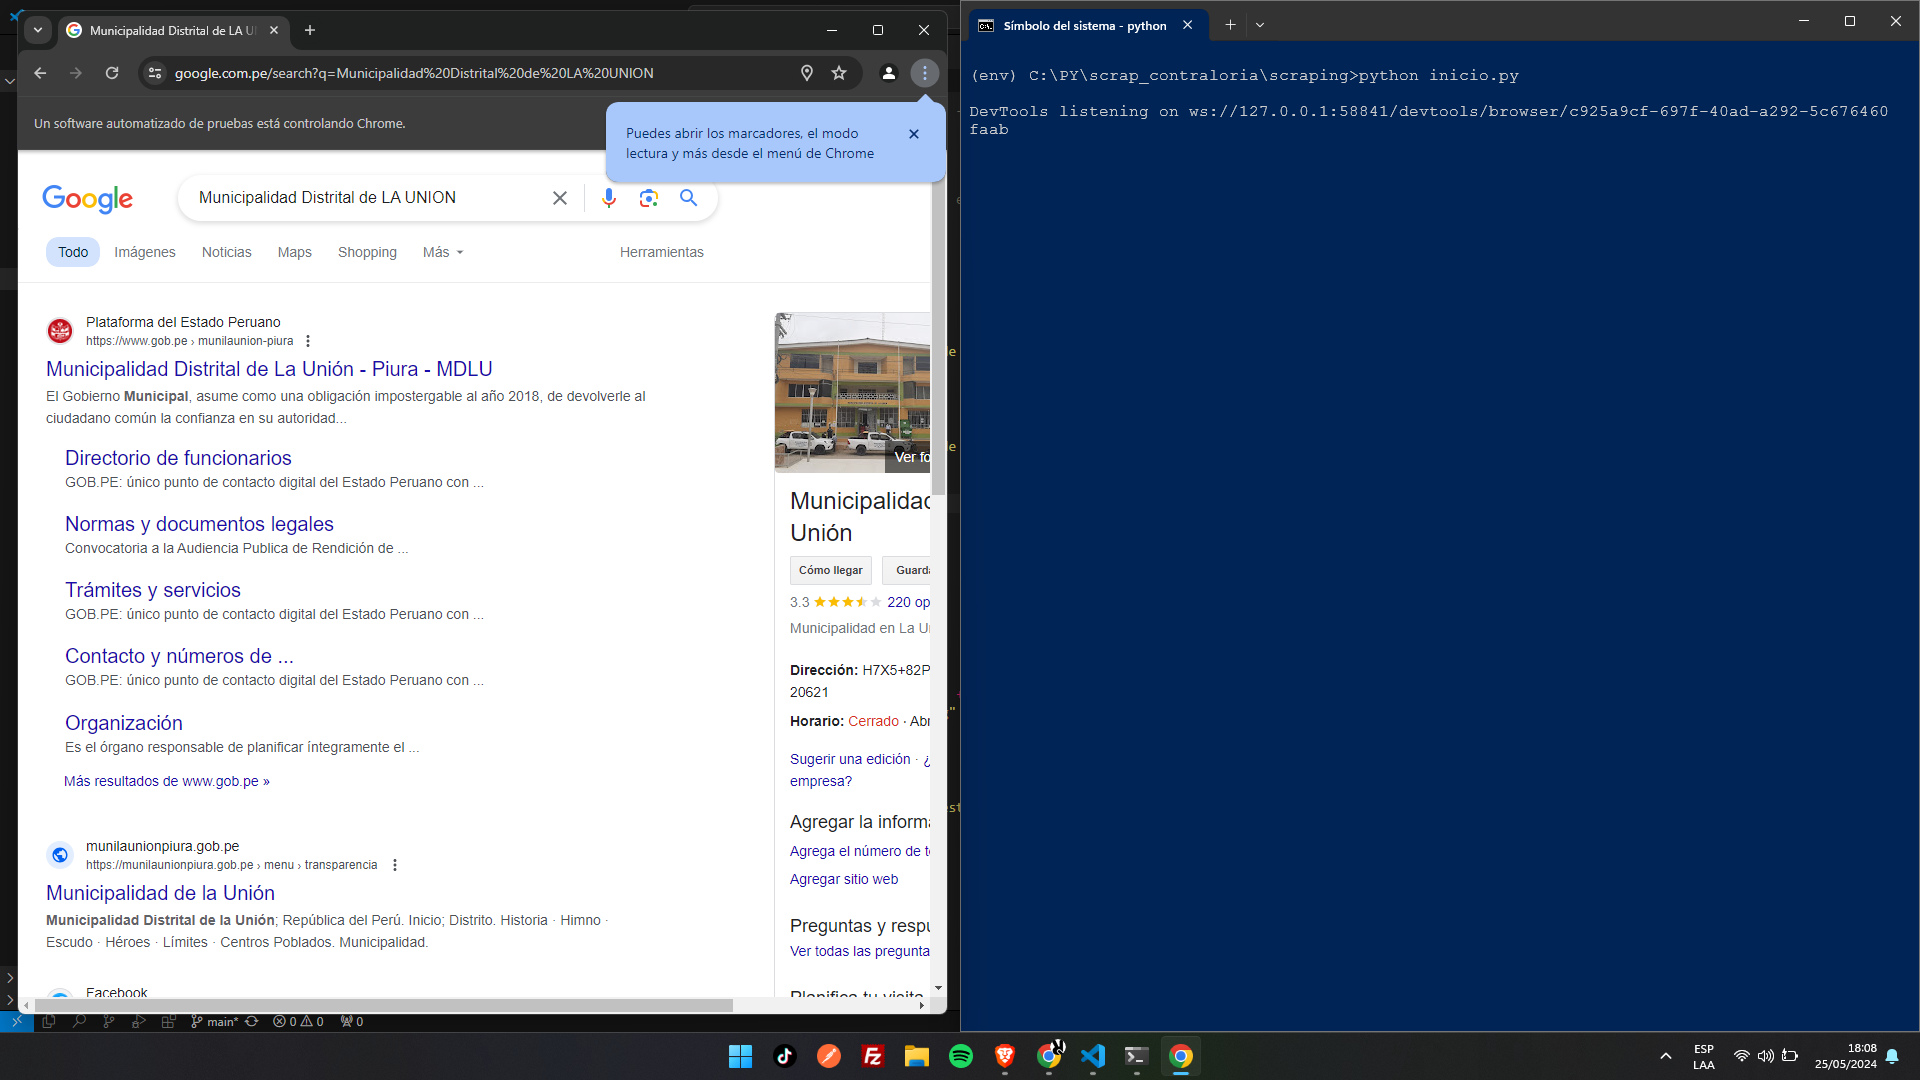 Municipalidad Distrital de LA U
google.com.pe/search?q=Municipalidad%20Distrital%20de%20LA%20UNION
Un software automatizado de pruebas está controlando Chrome.
Puedes abrir los marcadores, el modo
lectura y más desde el menú de Chrome
Google
Municipalidad Distrital de LA UNION
Todo
Imágenes
Noticias
Maps
Shopping
Más
Herramientas
Plataforma del Estado Peruano
https://www.gob.pe › munilaunion-piura
Municipalidad Distrital de La Unión - Piura - MDLU
El Gobierno Municipal, asume como una obligación impostergable al año 2018, de devolverle al
ciudadano común la confianza en su autoridad...
Directorio de funcionarios
GOB.PE: único punto de contacto digital del Estado Peruano con ...
Normas y documentos legales
Convocatoria a la Audiencia Publica de Rendición de ...
Trámites y servicios
GOB.PE: único punto de contacto digital del Estado Peruano con ...
Contacto y números de ...
GOB.PE: único punto de contacto digital del Estado Peruano con ...
Organización
Es el órgano responsable de planificar íntegramente el ...
Más resultados de www.gob.pe »
munilaunionpiura.gob.pe
https://munilaunionpiura.gob.pe › menu › transparencia
Municipalidad de la Unión
Municipalidad Distrital de la Unión; República del Perú. Inicio; Distrito. Historia · Himno ·
Escudo · Héroes · Límites · Centros Poblados. Municipalidad.
Facebook
Ver fo
Municipalidad
Unión
Cómo llegar
Guarda
3.3
220 op
Municipalidad en La U
Dirección: H7X5+82P
20621
Horario: Cerrado · Abr
Sugerir una edición · ¿
empresa?
Agregar la informa
Agrega el número de t
Agregar sitio web
Preguntas y respu
Ver todas las pregunta
Planifica tu visita
main*
0
0
0
Símbolo del sistema - python
(env) C:\PY\scrap_contraloria\scraping>python inicio.py
DevTools listening on ws://127.0.0.1:58841/devtools/browser/c925a9cf-697f-40ad-a292-5c676460
faab
ESP
LAA
18:08
25/05/2024